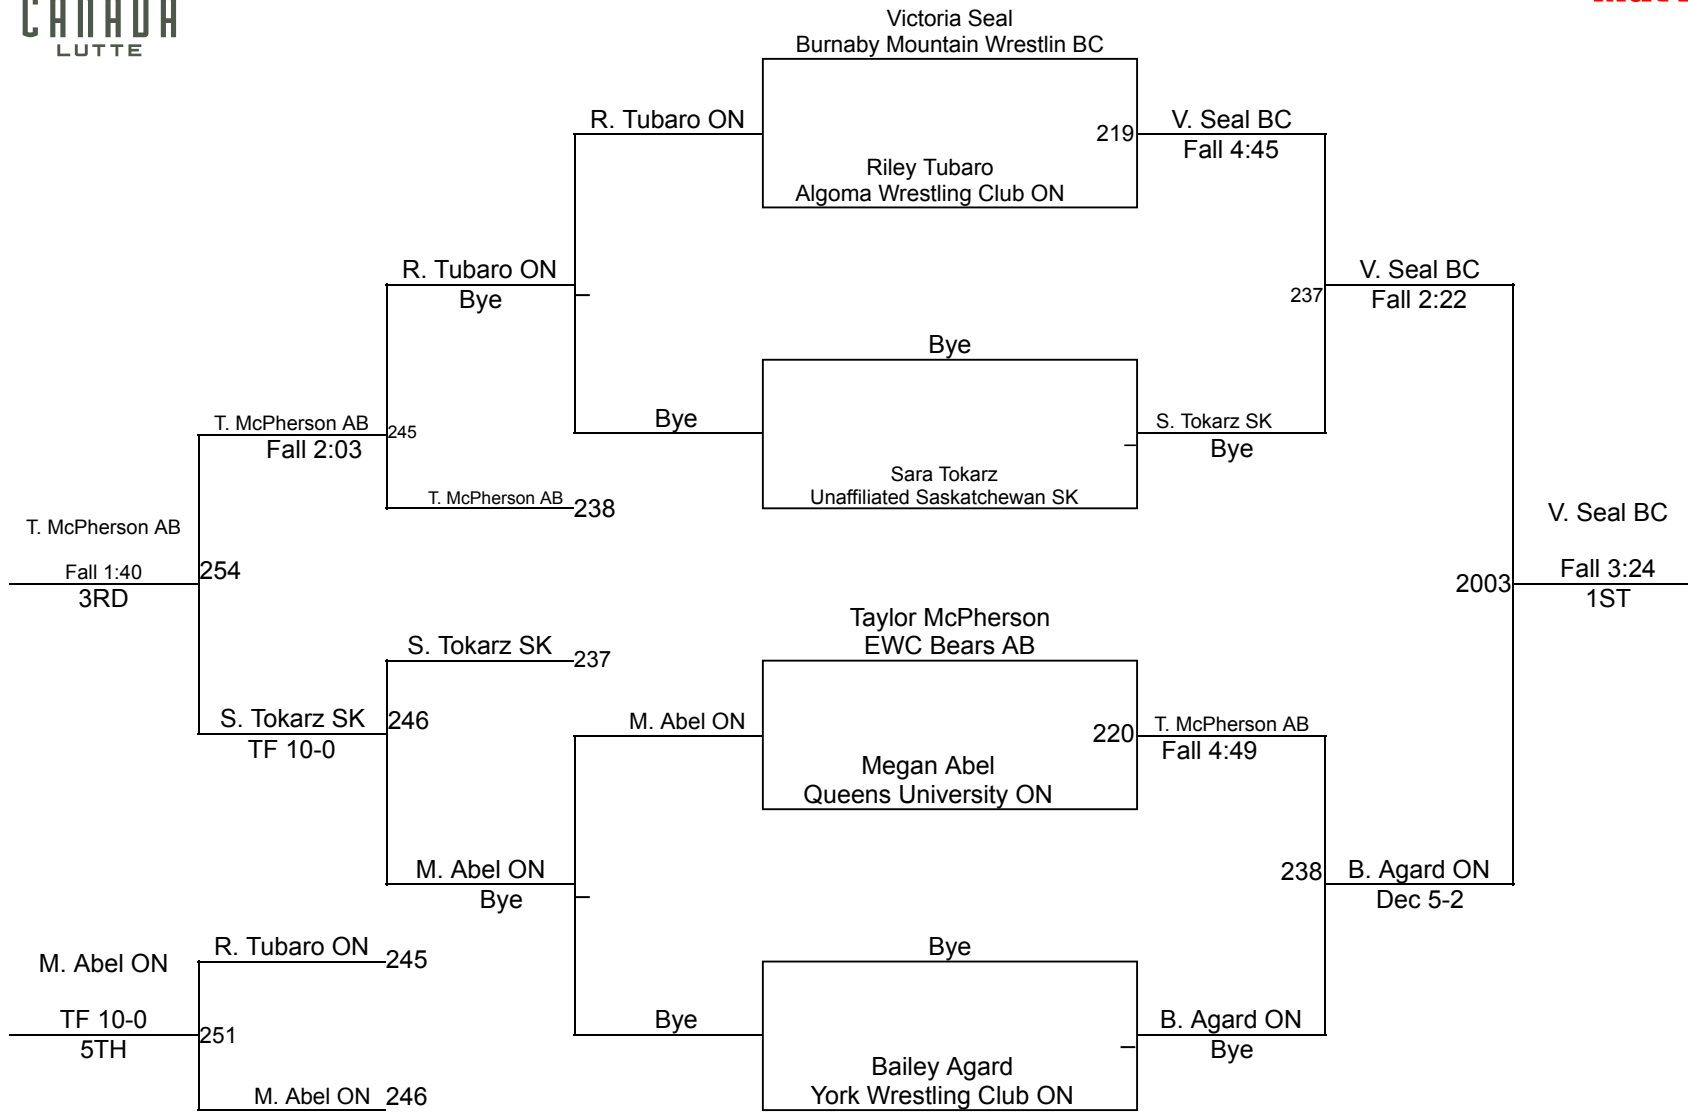 CANADA
LUTTE
Victoria Seal
Burnaby Mountain Wrestlin BC
R. Tubaro ON
219
V. Seal BC
Fall 4:45
Riley Tubaro
Algoma Wrestling Club ON
R. Tubaro ON
Bye
237
V. Seal BC
Fall 2:22
Bye
T. McPherson AB
Fall 2:03
245
Bye
S. Tokarz SK
Bye
Sara Tokarz
Unaffiliated Saskatchewan SK
T. McPherson AB
238
T. McPherson AB
Fall 1:40
3RD
254
V. Seal BC
2003
Fall 3:24
1ST
Taylor McPherson
EWC Bears AB
S. Tokarz SK
237
S. Tokarz SK
TF 10-0
246
M. Abel ON
220
T. McPherson AB
Fall 4:49
Megan Abel
Queens University ON
M. Abel ON
Bye
238
B. Agard ON
Dec 5-2
Bye
M. Abel ON
TF 10-0
5TH
R. Tubaro ON
245
251
M. Abel ON
246
Bye
B. Agard ON
Bye
Bailey Agard
York Wrestling Club ON